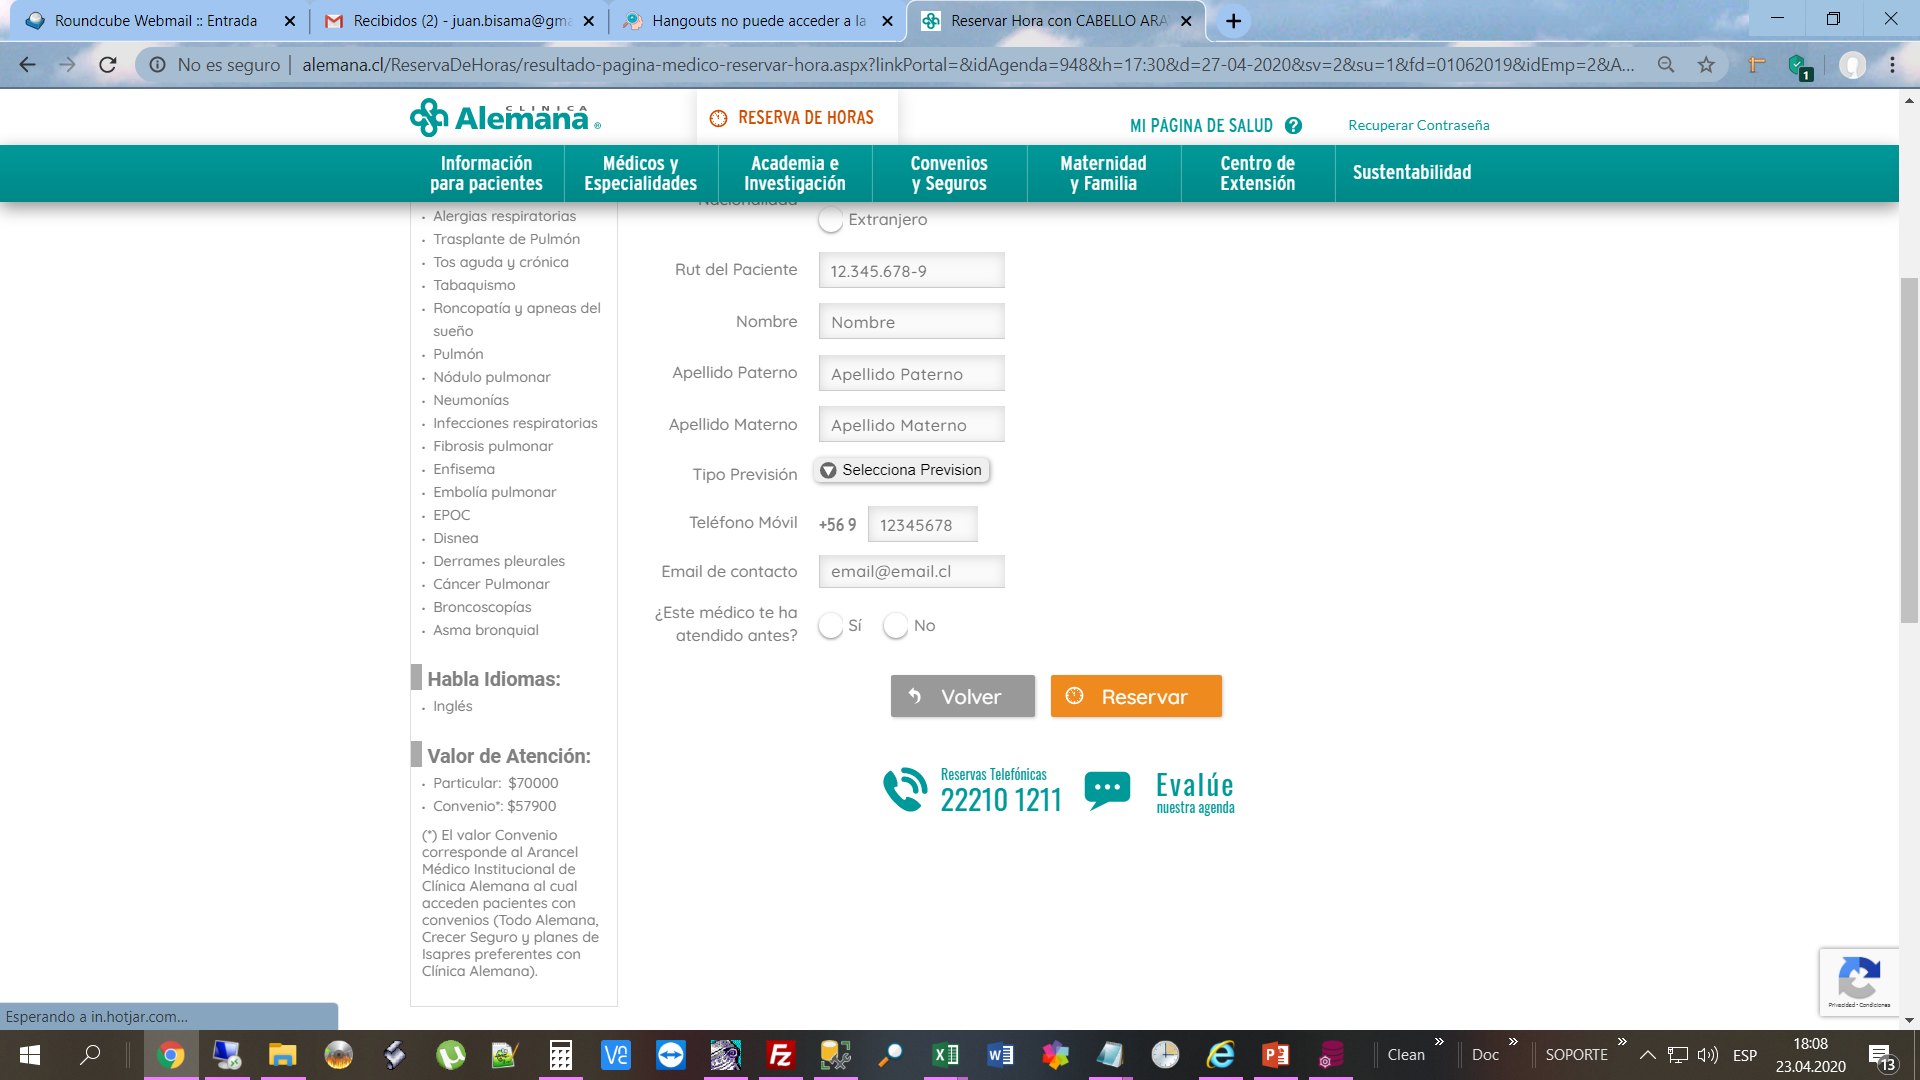 Roundcube Webmail :: Entrada
Recibidos (2) - juan.bisama@gma
Hangouts no puede acceder a la
Reservar Hora con CABELLO ARA
No es seguro
alemana.cl/ReservaDeHoras/resultado-pagina-medico-reservar-hora.aspx?linkPortal=&idAgenda=948&h=17:30&d=27-04-2020&sv=2&su=1&fd=01062019&idEmp=2&A...
1
CLINICA
Alemana
RESERVA DE HORAS
MI PÁGINA DE SALUD ?
Recuperar Contraseña
Información para pacientes
Médicos y Especialidades
Academia e Investigación
Convenios y Seguros
Maternidad y Familia
Centro de Extensión
Sustentabilidad
Alergias respiratorias
Trasplante de Pulmón
Tos aguda y crónica
Tabaquismo
Roncopatía y apneas del
sueño
Pulmón
Nódulo pulmonar
Neumonías
Infecciones respiratorias
Fibrosis pulmonar
Enfisema
Embolía pulmonar
EPOC
Disnea
Derrames pleurales
Cáncer Pulmonar
Broncoscopías
Asma bronquial
Habla Idiomas:
Inglés
Valor de Atención:
Particular: $70000
Convenio*: $57900
(*) El valor Convenio
corresponde al Arancel
Médico Institucional de
Clínica Alemana al cual
acceden pacientes con
convenios (Todo Alemana,
Crecer Seguro y planes de
Isapres preferentes con
Clínica Alemana).
Nacionalidad
Extranjero
Rut del Paciente
12.345.678-9
Nombre
Nombre
Apellido Paterno
Apellido Paterno
Apellido Materno
Apellido Materno
Tipo Previsión
Selecciona Prevision
Teléfono Móvil
+56 9
12345678
Email de contacto
email@email.cl
¿Este médico te ha
atendido antes?
Sí
No
Volver
Reservar
Reservas Telefónicas
22210 1211
Evalúe
nuestra agenda
Privacidad - Condiciones
Esperando a in.hotjar.com...
Clean
Doc
SOPORTE
ESP
18:08
23.04.2020
13